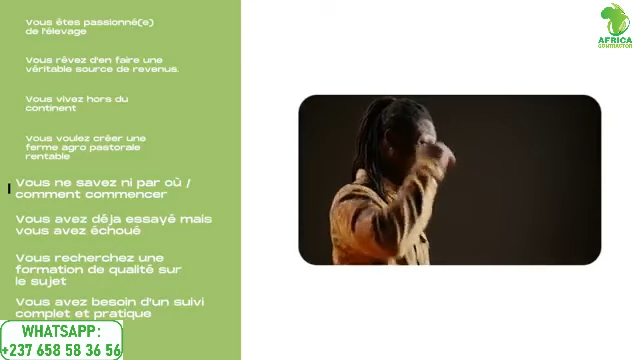 Vous êtes passionné(e)
de l'élevage
Vous rêvez d'en faire une
véritable source de revenus.
Vous vivez hors du
continent
Vous voulez créer une
ferme agro pastorale
rentable
Vous ne savez ni par où /
comment commencer
Vous avez déja essayé mais
vous avez échoué
Vous recherchez une
formation de qualité sur
le sujet
Vous avez besoin d'un suivi
complet et pratique
WHATSAPP:
+237 658 58 36 56
AFRICA
CONTRACTOR